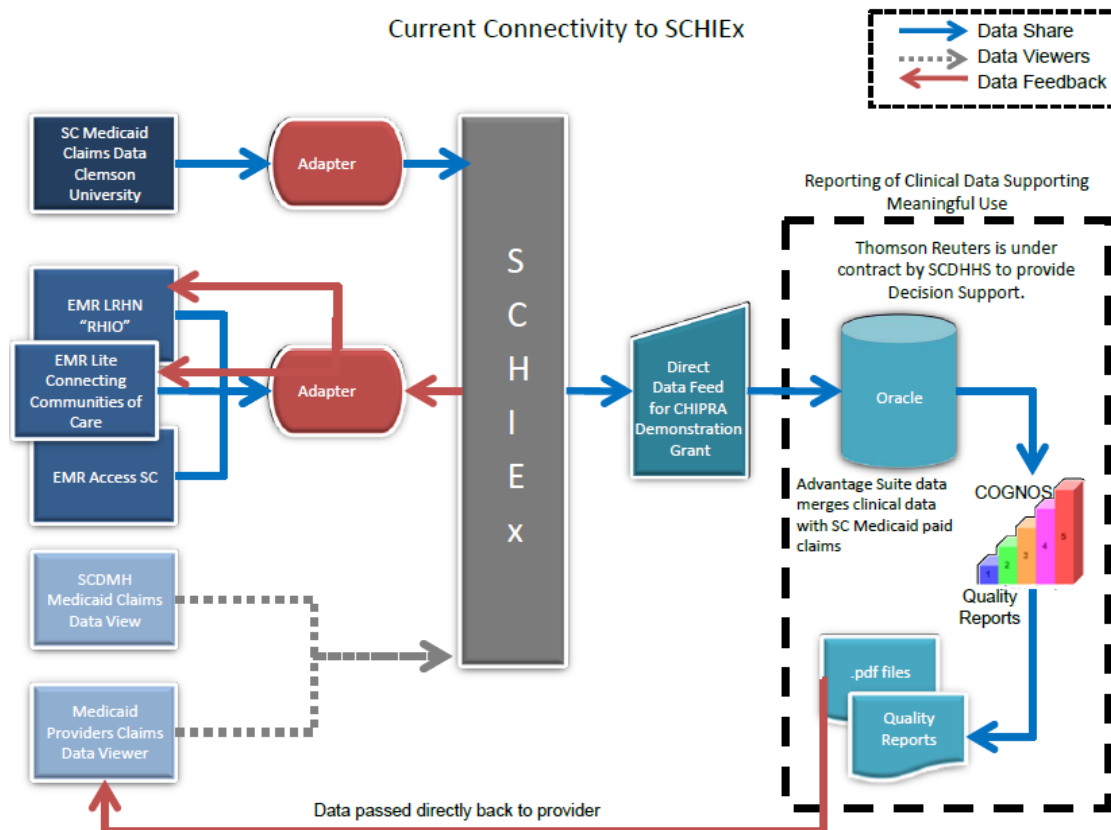 Current Connectivity to SCHIEx
Data Share
Data Viewers
Data Feedback
SC Medicaid
Claims Data
Clemson
University
Adapter
EMR LRHN
"RHIO"
EMR Lite
Connecting
Communities of
Care
EMR Access SC
Adapter
SCDMH
Medicaid Claims
Data View
Medicaid
Providers Claims
Data Viewer
S
C
H
I
E
x
Direct
Data Feed
for CHIPRA
Demonstration
Grant
Reporting of Clinical Data Supporting
Meaningful Use
Thomson Reuters is under
contract by SCDHHS to provide
Decision Support.
Oracle
Advantage Suite data
merges clinical data
with SC Medicaid paid
claims
COGNOS
1
2
3
4
5
Quality
Reports
.pdf files
Quality
Reports
Data passed directly back to provider